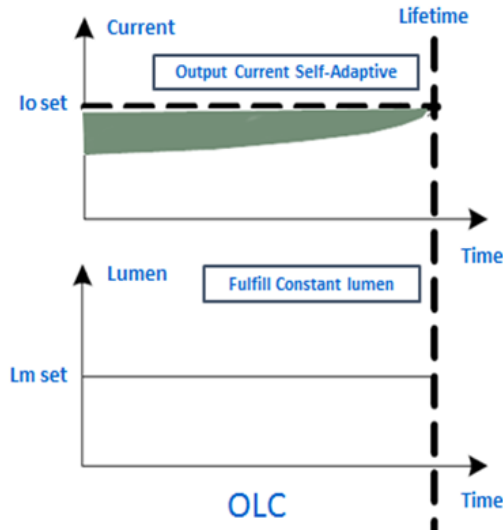 Lifetime
Current
Output Current Self-Adaptive
Io set
Time
Lumen
Fulfill Constant lumen
Lm set
Time
OLC